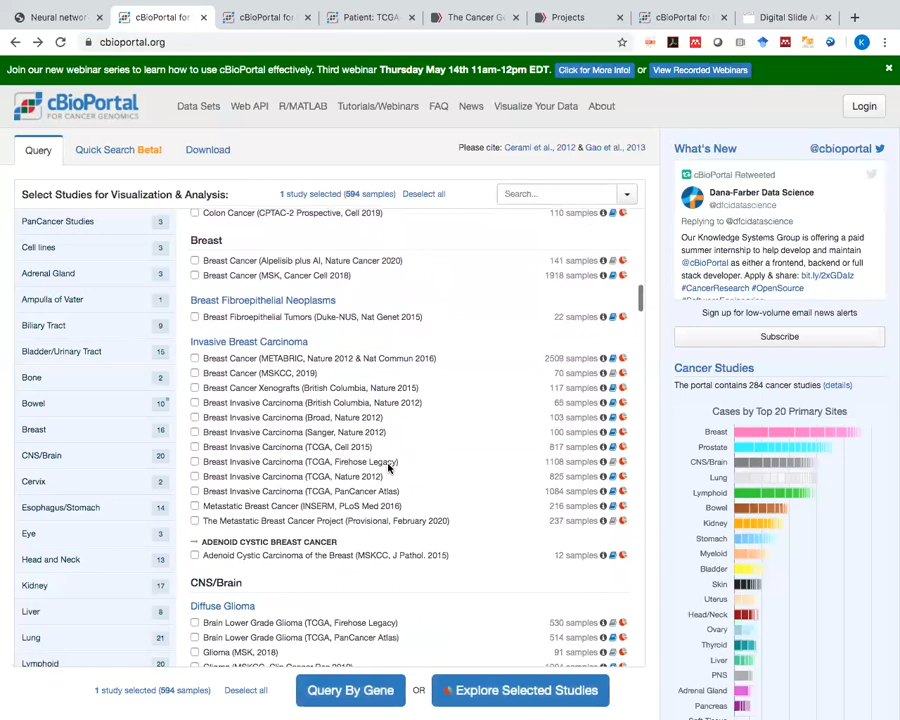 Neural networ
cBioPortal for
cBioPortal for
Patient: TCGA
The Cancer G
Projects
cBioPortal for
Digital Slide A
cbioportal.org
K
Join our new webinar series to learn how to use cBioPortal effectively. Third webinar Thursday May 14th 11am-12pm EDT. Click for More Info! or View Recorded Webinars
cBioPortal
FOR CANCER GENOMICS
Data Sets Web API R/MATLAB Tutorials/Webinars FAQ News Visualize Your Data About
Login
Query Quick Search Beta! Download
Please cite: Cerami et al., 2012 & Gao et al., 2013
Select Studies for Visualization & Analysis:
1 study selected (594 samples) Deselect all
Search...
PanCancer Studies 3
Cell lines 3
Adrenal Gland 3
Ampulla of Vater 1
Biliary Tract 9
Bladder/Urinary Tract 15
Bone 2
Bowel 10
Breast 16
CNS/Brain 20
Cervix 2
Esophagus/Stomach 14
Eye 3
Head and Neck 13
Kidney 17
Liver 8
Lung 21
Lymphoid 20
Colon Cancer (CPTAC-2 Prospective, Cell 2019) 110 samples
Breast
Breast Cancer (Alpelisib plus AI, Nature Cancer 2020) 141 samples
Breast Cancer (MSK, Cancer Cell 2018) 1918 samples
Breast Fibroepithelial Neoplasms
Breast Fibroepithelial Tumors (Duke-NUS, Nat Genet 2015) 22 samples
Invasive Breast Carcinoma
Breast Cancer (METABRIC, Nature 2012 & Nat Commun 2016) 2509 samples
Breast Cancer (MSKCC, 2019) 70 samples
Breast Cancer Xenografts (British Columbia, Nature 2015) 117 samples
Breast Invasive Carcinoma (British Columbia, Nature 2012) 65 samples
Breast Invasive Carcinoma (Broad, Nature 2012) 103 samples
Breast Invasive Carcinoma (Sanger, Nature 2012) 100 samples
Breast Invasive Carcinoma (TCGA, Cell 2015) 817 samples
Breast Invasive Carcinoma (TCGA, Firehose Legacy) 1108 samples
Breast Invasive Carcinoma (TCGA, Nature 2012) 825 samples
Breast Invasive Carcinoma (TCGA, PanCancer Atlas) 1084 samples
Metastatic Breast Cancer (INSERM, PLoS Med 2016) 216 samples
The Metastatic Breast Cancer Project (Provisional, February 2020) 237 samples
ADENOID CYSTIC BREAST CANCER
Adenoid Cystic Carcinoma of the Breast (MSKCC, J Pathol. 2015) 12 samples
CNS/Brain
Diffuse Glioma
Brain Lower Grade Glioma (TCGA, Firehose Legacy) 530 samples
Brain Lower Grade Glioma (TCGA, PanCancer Atlas) 514 samples
Glioma (MSK, 2018) 91 samples
1 study selected (594 samples) Deselect all
Query By Gene OR Explore Selected Studies
What's New @cbioportal
cBioPortal Retweeted
Dana-Farber Data Science
@dfcidatascience
Replying to @dfcidatascience
Our Knowledge Systems Group is offering a paid
summer internship to help develop and maintain
@cBioPortal as either a frontend, backend or full
stack developer. Apply & share: bit.ly/2xGDaIz
#CancerResearch #OpenSource
Sign up for low-volume email news alerts
Subscribe
Cancer Studies
The portal contains 284 cancer studies (details)
Cases by Top 20 Primary Sites
Breast
Prostate
CNS/Brain
Lung
Lymphoid
Bowel
Kidney
Stomach
Myeloid
Bladder
Skin
Uterus
Head/Neck
Ovary
Thyroid
Liver
PNS
Adrenal Gland
Pancreas